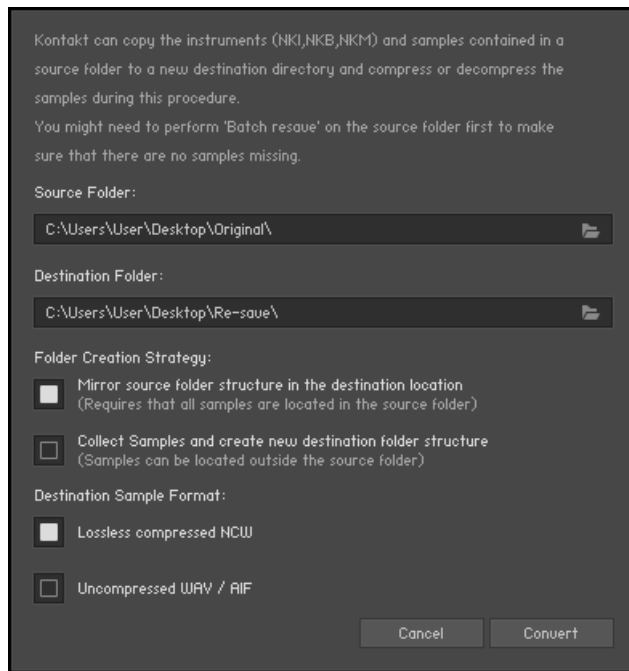 Kontakt can copy the instruments (NKI,NKB,NKM) and samples contained in a
source folder to a new destination directory and compress or decompress the
samples during this procedure.
You might need to perform 'Batch resave' on the source folder first to make
sure that there are no samples missing.
Source Folder:
C:\Users\User\Desktop\Original\
Destination Folder:
C:\Users\User\Desktop\Re-save\
Folder Creation Strategy:
Mirror source folder structure in the destination location
(Requires that all samples are located in the source folder)
Collect Samples and create new destination folder structure
(Samples can be located outside the source folder)
Destination Sample Format:
Lossless compressed NCW
Uncompressed WAV / AIF
Cancel
Convert